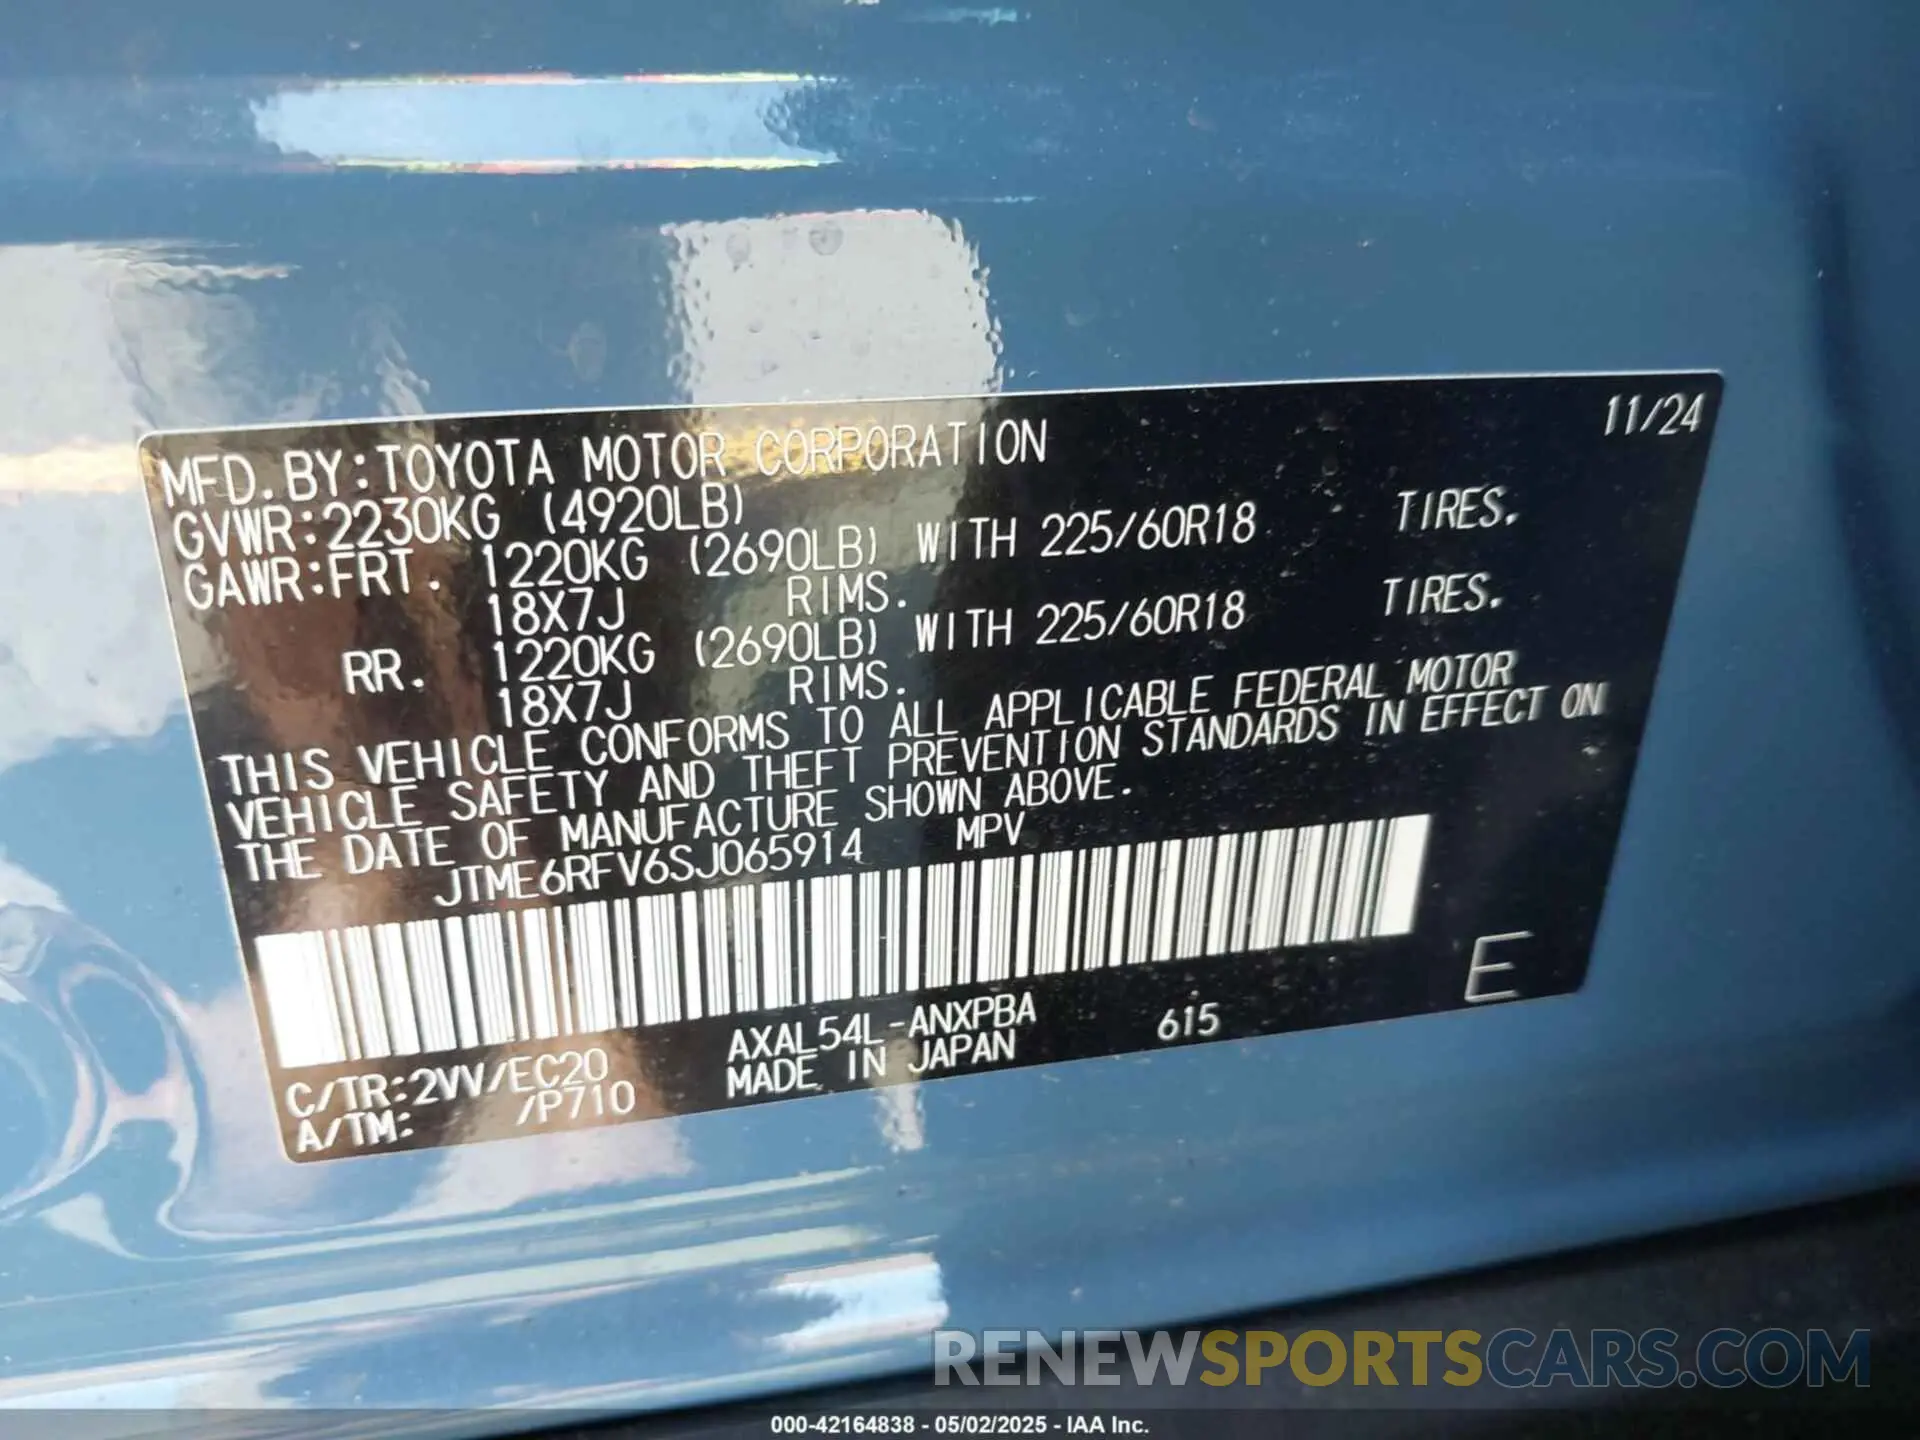 11/24
MFD.BY:TOYOTA MOTOR CORPORATION
GVWR:2230KG (4920LB)
GAWR:FRT. 1220KG (2690LB) WITH 225/60R18 TIRES.
18X7J RIMS.
RR. 1220KG (2690LB) WITH 225/60R18 TIRES.
18X7J RIMS.
THIS VEHICLE CONFORMS TO ALL APPLICABLE FEDERAL MOTOR
VEHICLE SAFETY AND THEFT PREVENTION STANDARDS IN EFFECT ON
THE DATE OF MANUFACTURE SHOWN ABOVE.
JTME6RFV6SJ065914 MPV
E
C/TR:2VV/EC20 AXAL54L-ANXPBA 615
A/TM: /P710 MADE IN JAPAN
RENEWSPORTSCARS.COM
000-42164838 - 05/02/2025 - IAA Inc.